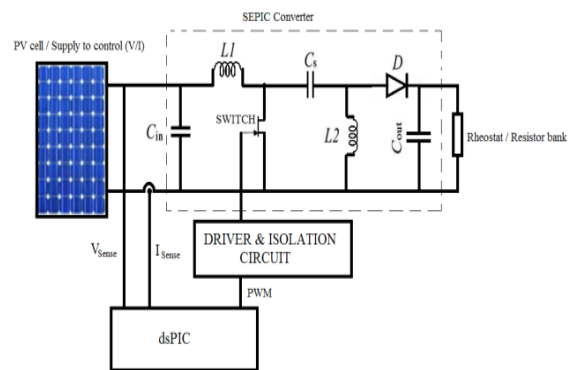 SEPIC Converter
PV cell / Supply to control (V/I)
L1
Cs
D
Cin
SWITCH
L2
Cout
Rheostat / Resistor bank
VSense
I Sense
DRIVER & ISOLATION
CIRCUIT
PWM
dsPIC